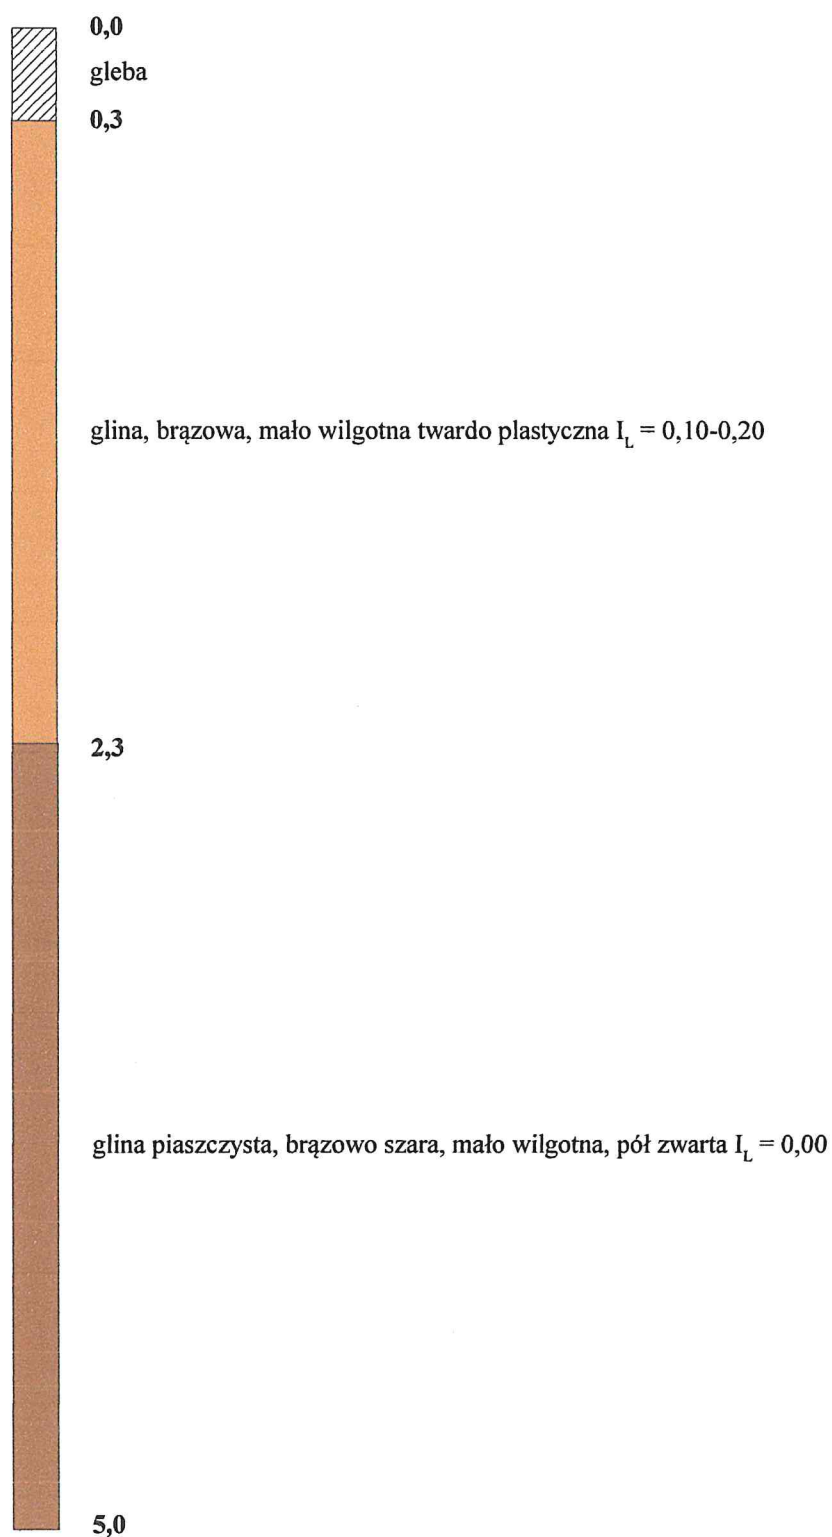 0,0
gleba
0,3
glina, brązowa, mało wilgotna twardo plastyczna I_L = 0,10-0,20
2,3
glina piaszczysta, brązowo szara, mało wilgotna, pół zwarta I_L = 0,00
5,0